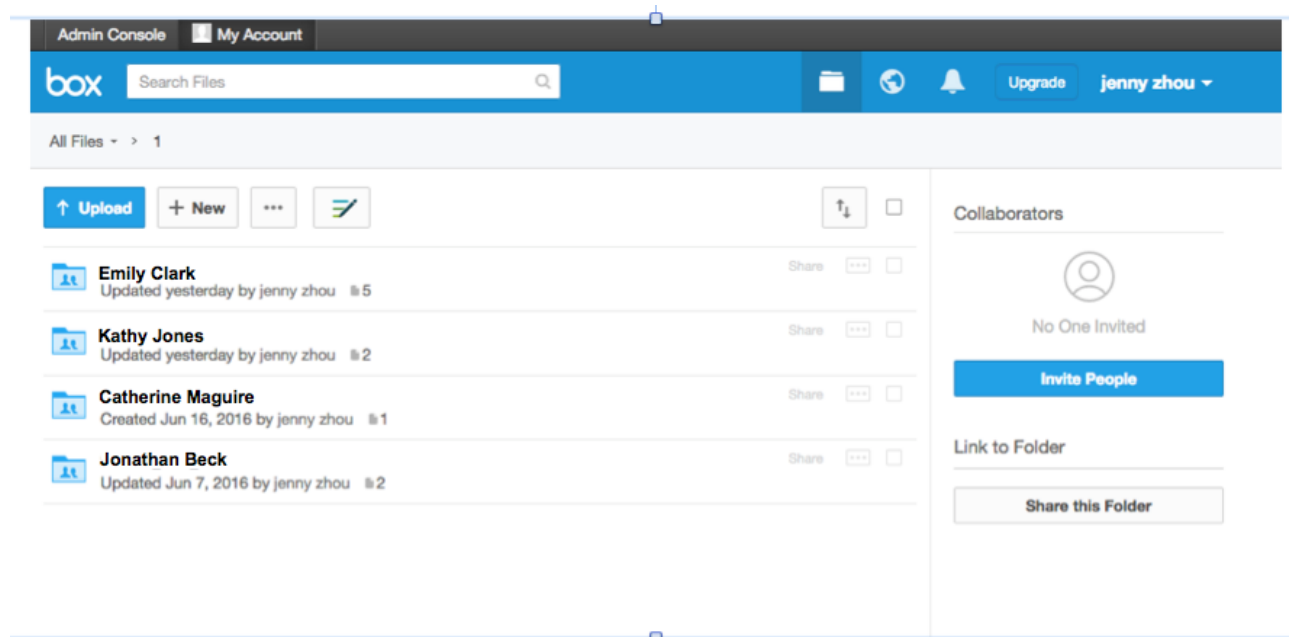 Admin Console My Account
box Search Files Upgrade jenny zhou
All Files > 1
Upload + New ...
Collaborators
Emily Clark
Updated yesterday by jenny zhou 5
Share ...
Kathy Jones
Updated yesterday by jenny zhou 2
Share ...
Catherine Maguire
Created Jun 16, 2016 by jenny zhou 1
Share ...
Jonathan Beck
Updated Jun 7, 2016 by jenny zhou 2
Share ...
No One Invited
Invite People
Link to Folder
Share this Folder